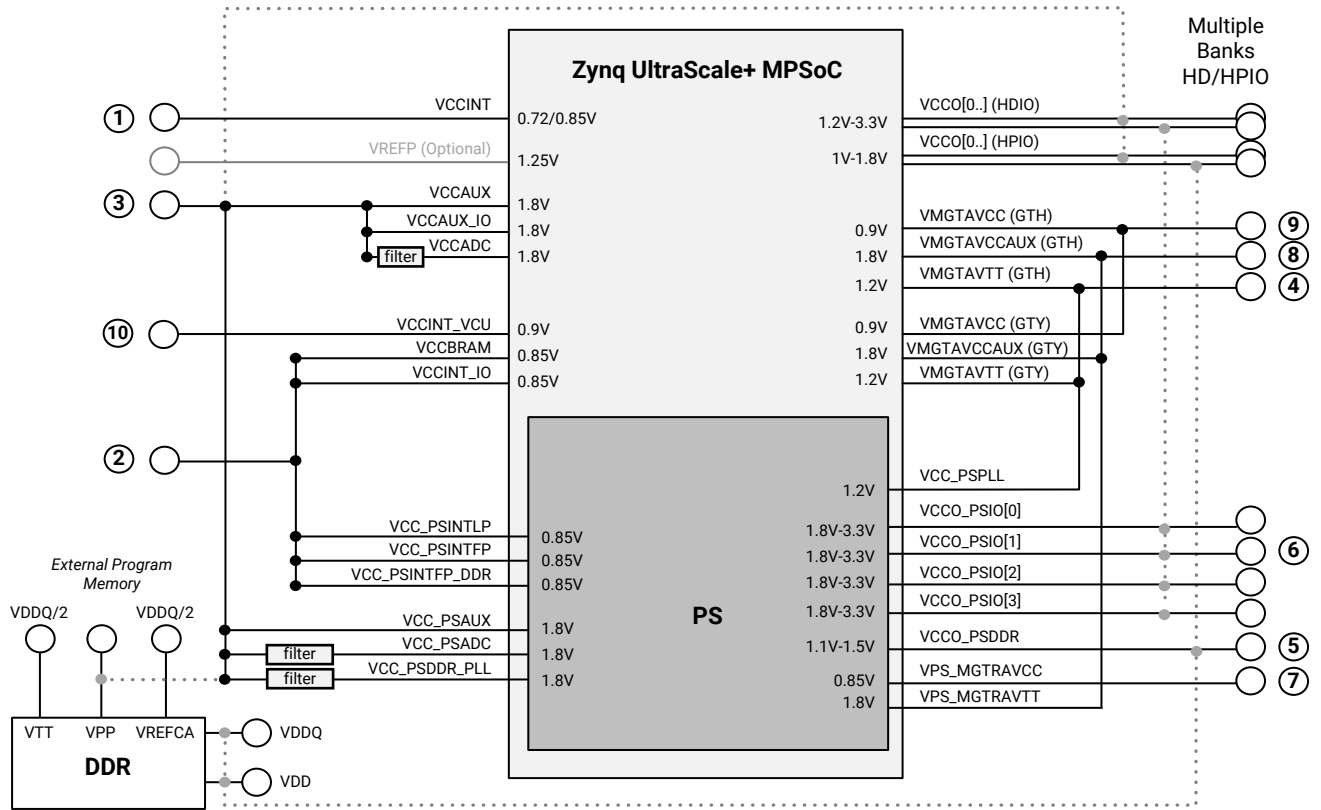 Multiple
Banks
HD/HPIO
Zynq UltraScale+ MPSoC
1
VCCINT
0.72/0.85V
VREFP (Optional)
1.25V
3
VCCAUX
1.8V
VCCAUX_IO
1.8V
filter
VCCADC
1.8V
10
VCCINT_VCU
0.9V
VCCBRAM
0.85V
VCCINT_IO
0.85V
2
VCC_PSINTLP
0.85V
VCC_PSINTFP
0.85V
VCC_PSINTFP_DDR
0.85V
VCC_PSAUX
1.8V
filter
VCC_PSADC
1.8V
filter
VCC_PSDDR_PLL
1.8V
PS
VCCO[0..] (HDIO)
1.2V-3.3V
VCCO[0..] (HPIO)
1V-1.8V
VMGTAVCC (GTH)
0.9V
9
VMGTAVCCAUX (GTH)
1.8V
8
VMGTAVTT (GTH)
1.2V
4
0.9V
VMGTAVCC (GTY)
1.8V
VMGTAVCCAUX (GTY)
1.2V
VMGTAVTT (GTY)
VCC_PSPLL
1.2V
VCCO_PSIO[0]
1.8V-3.3V
VCCO_PSIO[1]
1.8V-3.3V
6
VCCO_PSIO[2]
1.8V-3.3V
VCCO_PSIO[3]
1.8V-3.3V
VCCO_PSDDR
1.1V-1.5V
5
VPS_MGTRAVCC
0.85V
7
VPS_MGTRAVTT
1.8V
External Program
Memory
VDDQ/2
VDDQ/2
VTT
VPP
VREFCA
DDR
VDDQ
VDD